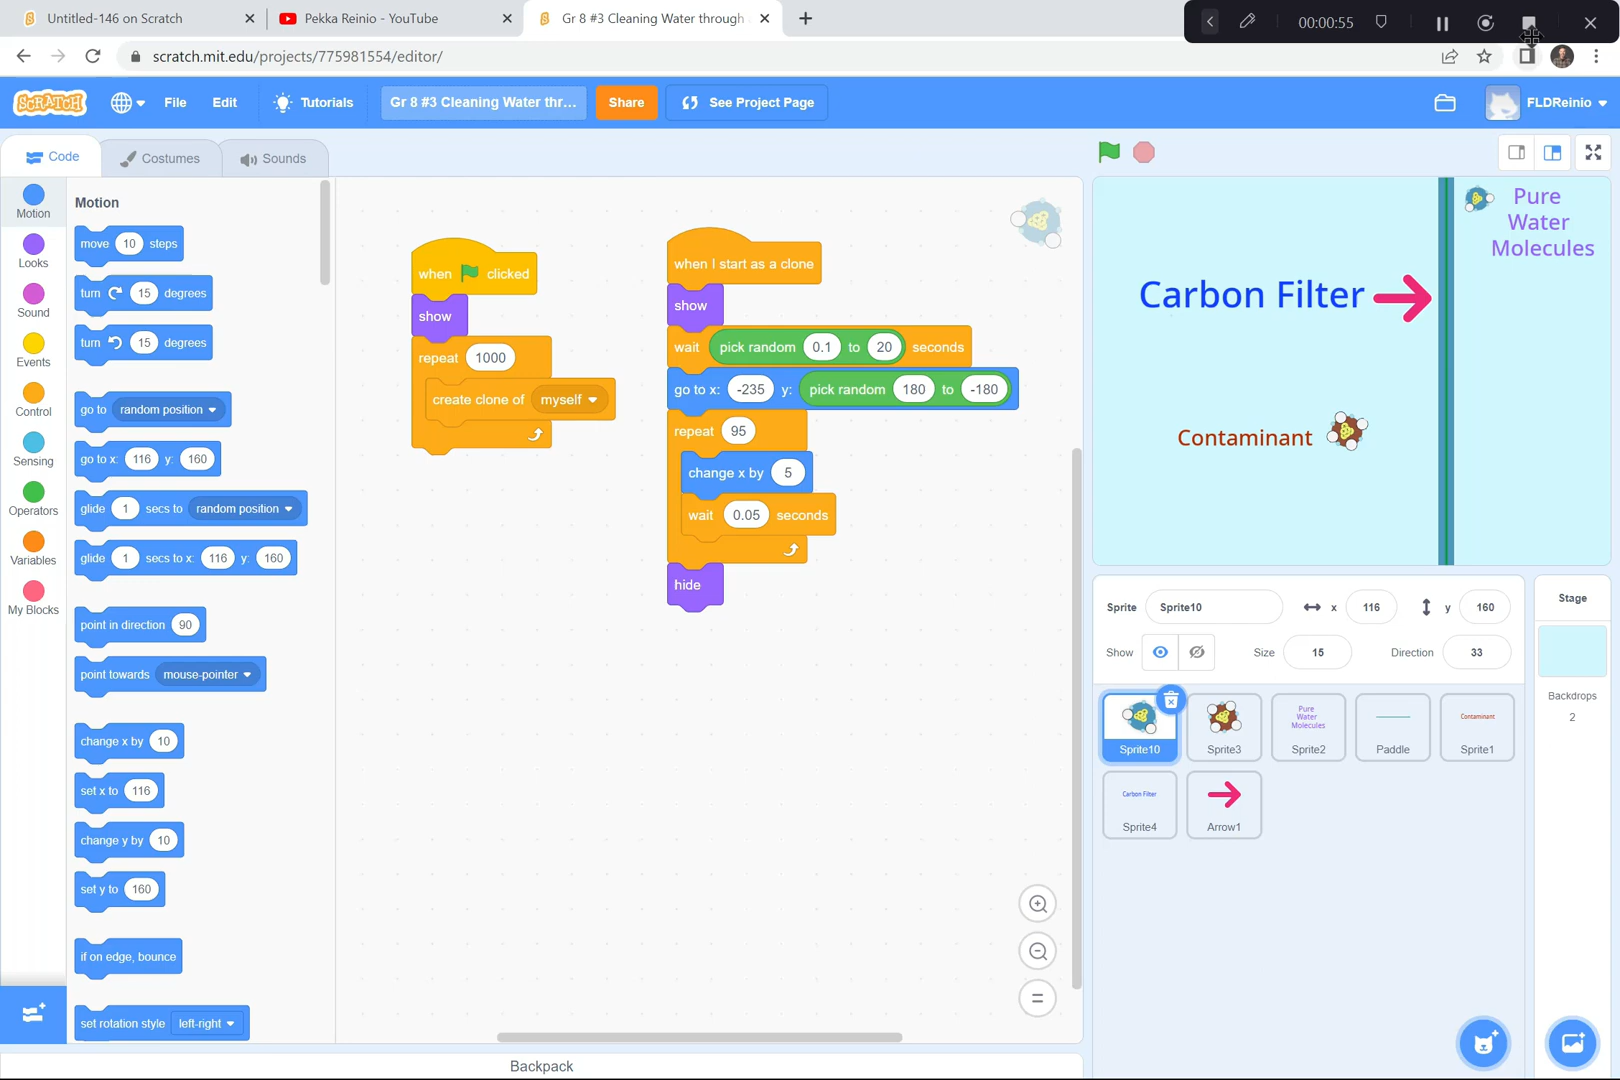 Untitled-146 on Scratch
Pekka Reinio - YouTube
Gr 8 #3 Cleaning Water through
00:00:55
scratch.mit.edu/projects/775981554/editor/
SCRATCH
File
Edit
Tutorials
Gr 8 #3 Cleaning Water thr...
Share
See Project Page
FLDReinio
Code
Costumes
Sounds
Motion
Looks
Sound
Events
Control
Sensing
Operators
Variables
My Blocks
Motion
move 10 steps
turn 15 degrees
turn 15 degrees
go to random position
go to x: 116 y: 160
glide 1 secs to random position
glide 1 secs to x: 116 y: 160
point in direction 90
point towards mouse-pointer
change x by 10
set x to 116
change y by 10
set y to 160
if on edge, bounce
set rotation style left-right
when clicked
show
repeat 1000
create clone of myself
when I start as a clone
show
wait pick random 0.1 to 20 seconds
go to x: -235 y: pick random 180 to -180
repeat 95
change x by 5
wait 0.05 seconds
hide
Pure
Water
Molecules
Carbon Filter
Contaminant
Sprite Sprite10 x 116 y 160
Show Size 15 Direction 33
Sprite10
Sprite3
Pure
Water
Molecules
Sprite2
Paddle
Contaminant
Sprite1
Carbon Filter
Sprite4
Arrow1
Stage
Backdrops
2
Backpack